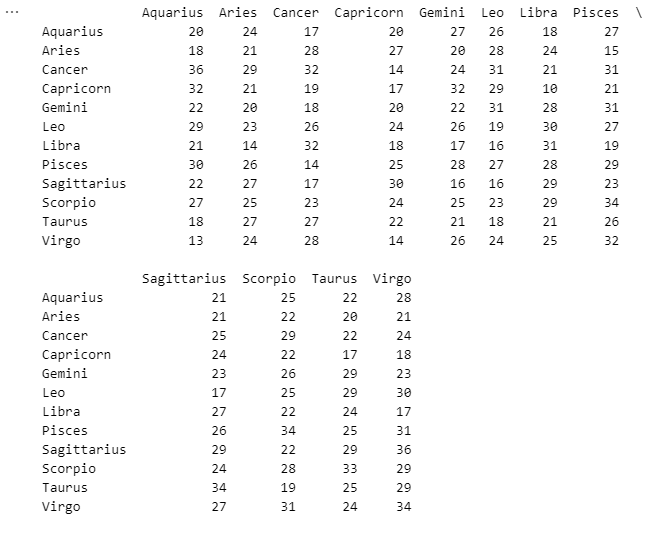 ... Aquarius Aries Cancer Capricorn Gemini Leo Libra Pisces \
Aquarius 20 24 17 20 27 26 18 27
Aries 18 21 28 27 20 28 24 15
Cancer 36 29 32 14 24 31 21 31
Capricorn 32 21 19 17 32 29 10 21
Gemini 22 20 18 20 22 31 28 31
Leo 29 23 26 24 26 19 30 27
Libra 21 14 32 18 17 16 31 19
Pisces 30 26 14 25 28 27 28 29
Sagittarius 22 27 17 30 16 16 29 23
Scorpio 27 25 23 24 25 23 29 34
Taurus 18 27 27 22 21 18 21 26
Virgo 13 24 28 14 26 24 25 32
Sagittarius Scorpio Taurus Virgo
Aquarius 21 25 22 28
Aries 21 22 20 21
Cancer 25 29 22 24
Capricorn 24 22 17 18
Gemini 23 26 29 23
Leo 17 25 29 30
Libra 27 22 24 17
Pisces 26 34 25 31
Sagittarius 29 22 29 36
Scorpio 24 28 33 29
Taurus 34 19 25 29
Virgo 27 31 24 34